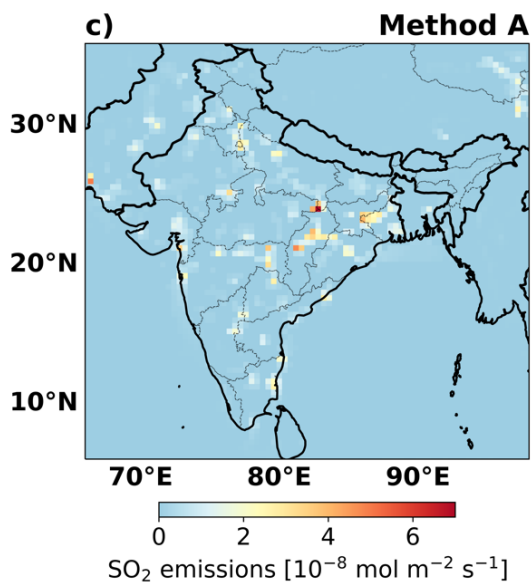 c) Method A
30°N
20°N
10°N
70°E 80°E 90°E
0 2 4 6
SO₂ emissions [10⁻⁸ mol m⁻² s⁻¹]